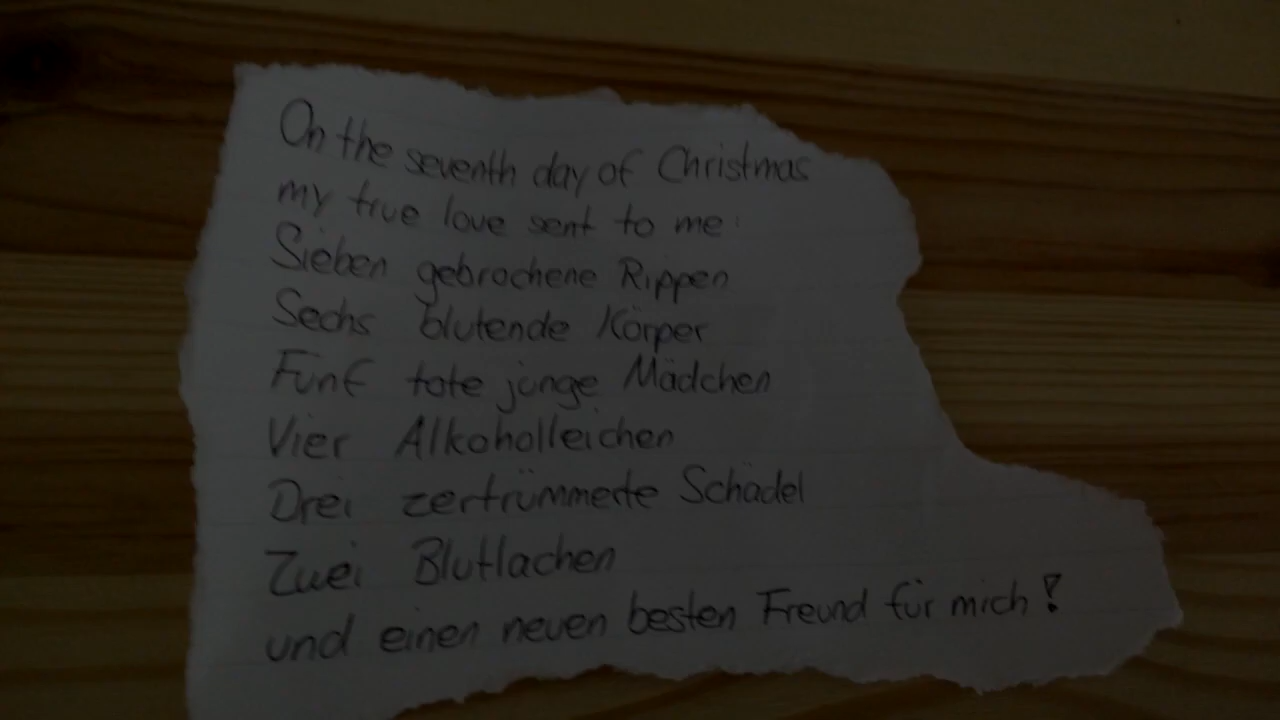 On the seventh day of Christmas
my true love sent to me:
Sieben gebrochene Rippen
Sechs blutende Körper
Fünf tote junge Mädchen
Vier Alkoholleichen
Drei zertrümmerte Schädel
Zwei Blutlachen
und einen neuen besten Freund für mich!